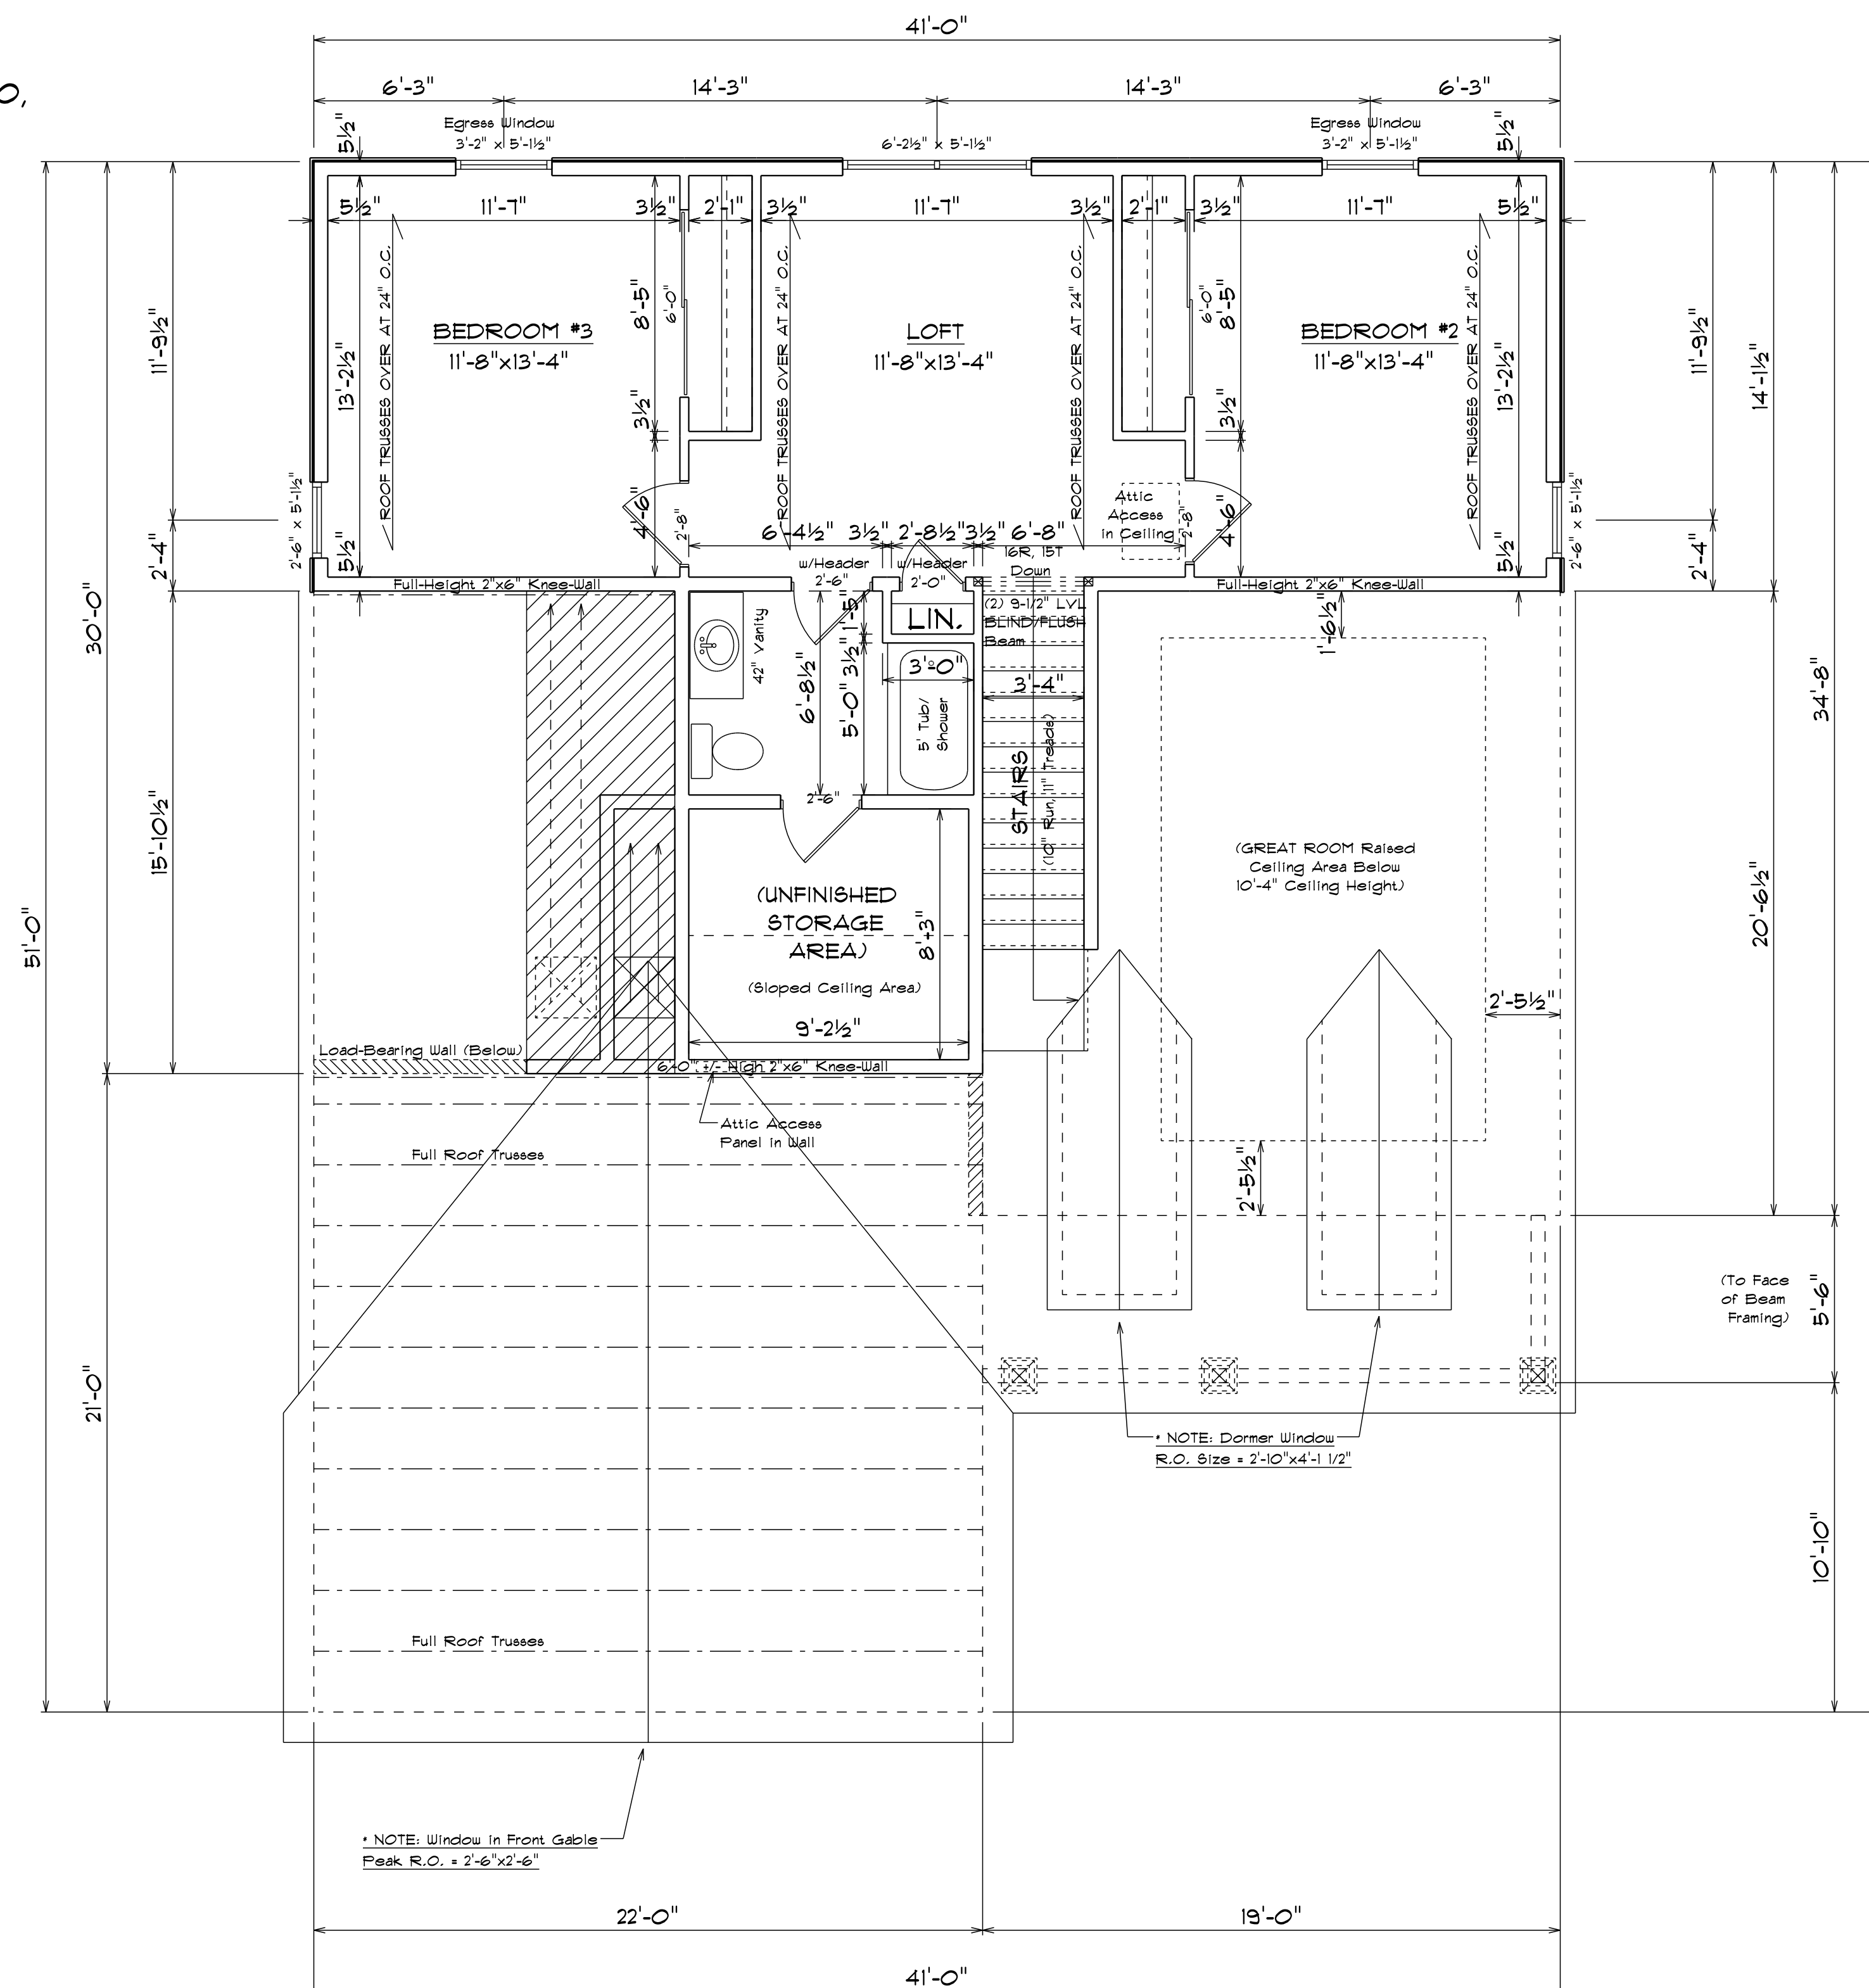 41'-0"
6'-3"
14'-3"
14'-3"
6'-3"
Egress Window
3'-2" x 5'-1½"
6'-2½" x 5'-1½"
Egress Window
3'-2" x 5'-1½"
5½"
5½"
5½"
11'-7"
3½"
2'-1"
3½"
11'-7"
3½"
2'-1"
3½"
11'-7"
5½"
ROOF TRUSSES OVER AT 24" O.C.
ROOF TRUSSES OVER AT 24" O.C.
ROOF TRUSSES OVER AT 24" O.C.
ROOF TRUSSES OVER AT 24" O.C.
8'-5"
6'-0"
6'-0"
8'-5"
BEDROOM #3
11'-8"x13'-4"
LOFT
11'-8"x13'-4"
BEDROOM #2
11'-8"x13'-4"
11'-9½"
13'-2½"
3½"
3½"
13'-2½"
11'-9½"
14'-1½"
2'-6" x 5'-1½"
2'-4"
5½"
4'-6"
2'-8"
6'-4½"
3½"
2'-8½"
3½"
6'-8"
Attic
Access
in Ceiling
2'-8"
4'-6"
5½"
2'-6" x 5'-1½"
2'-4"
16R, 15T
Down
w/Header
2'-6"
w/Header
2'-0"
Full-Height 2"x6" Knee-Wall
Full-Height 2"x6" Knee-Wall
30'-0"
51'-0"
34'-8"
42" Vanity
1'-5"
LIN.
(2) 9-1/2" LVL
BLIND/FLUSH
Beam
1'-6½"
3½"
6'-8½"
5'-0"
3'-0"
3'-4"
5' Tub/
Shower
STAIRS
(10" Run, 11" Treads)
2'-6"
15'-10½"
20'-6½"
(GREAT ROOM Raised
Ceiling Area Below
10'-4" Ceiling Height)
(UNFINISHED
STORAGE
AREA)
8'-3"
(Sloped Ceiling Area)
9'-2½"
2'-5½"
Load-Bearing Wall (Below)
6'-0" +/- High 2"x6" Knee-Wall
Attic Access
Panel in Wall
Full Roof Trusses
2'-5½"
(To Face
of Beam
Framing)
5'-6"
21'-0"
* NOTE: Dormer Window
R.O. Size = 2'-10"x4'-1 1/2"
10'-10"
Full Roof Trusses
* NOTE: Window in Front Gable
Peak R.O. = 2'-6"x2'-6"
22'-0"
19'-0"
41'-0"